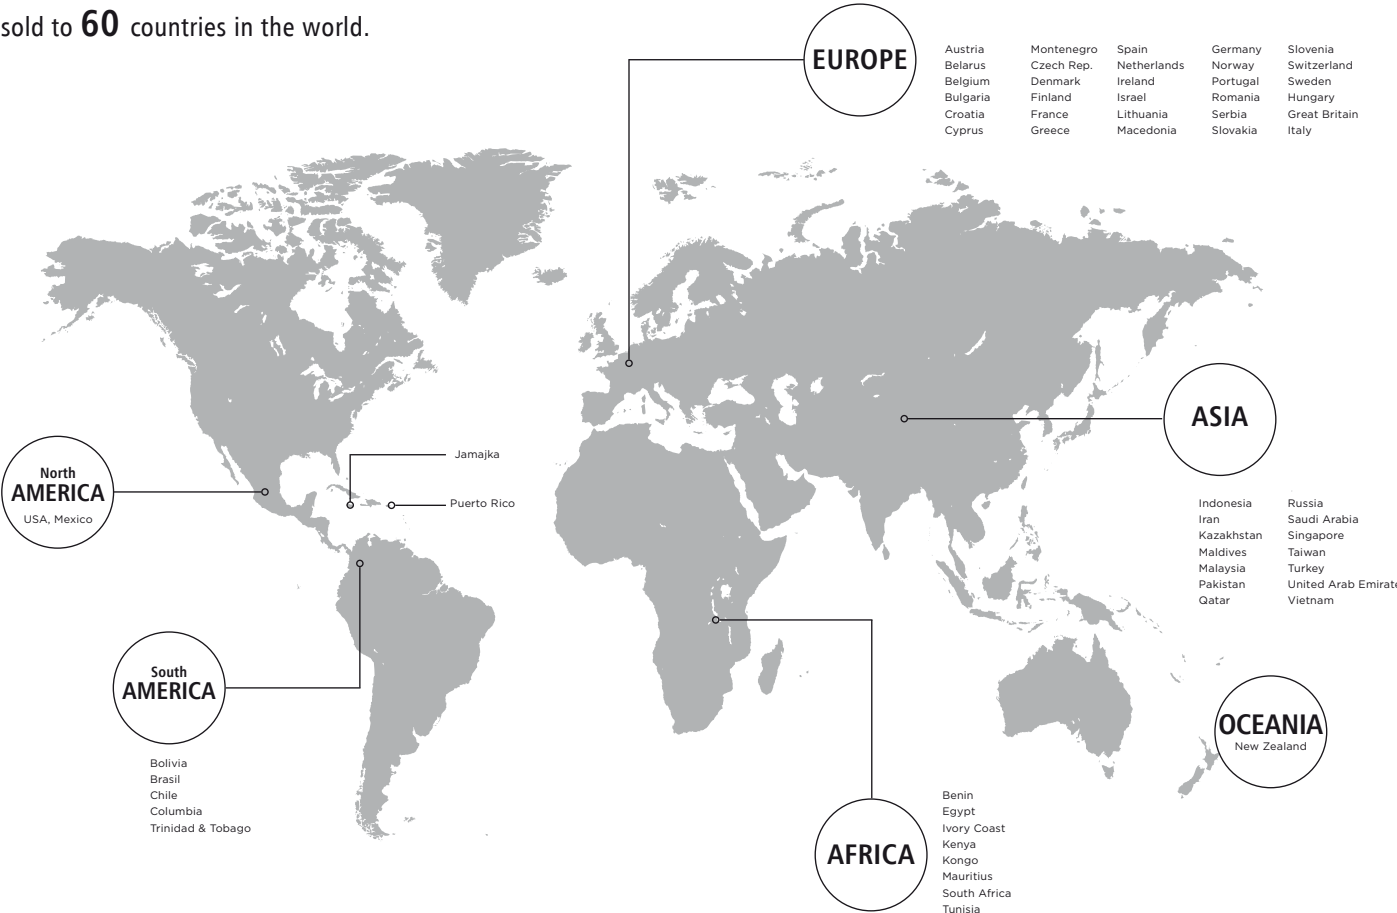 sold to 60 countries in the world.
EUROPE
Austria
Belarus
Belgium
Bulgaria
Croatia
Cyprus
Montenegro
Czech Rep.
Denmark
Finland
France
Greece
Spain
Netherlands
Ireland
Israel
Lithuania
Macedonia
Germany
Norway
Portugal
Romania
Serbia
Slovakia
Slovenia
Switzerland
Sweden
Hungary
Great Britain
Italy
ASIA
Indonesia
Iran
Kazakhstan
Maldives
Malaysia
Pakistan
Qatar
Russia
Saudi Arabia
Singapore
Taiwan
Turkey
United Arab Emirate
Vietnam
North
AMERICA
USA, Mexico
Jamajka
Puerto Rico
South
AMERICA
Bolivia
Brasil
Chile
Columbia
Trinidad & Tobago
OCEANIA
New Zealand
AFRICA
Benin
Egypt
Ivory Coast
Kenya
Kongo
Mauritius
South Africa
Tunisia